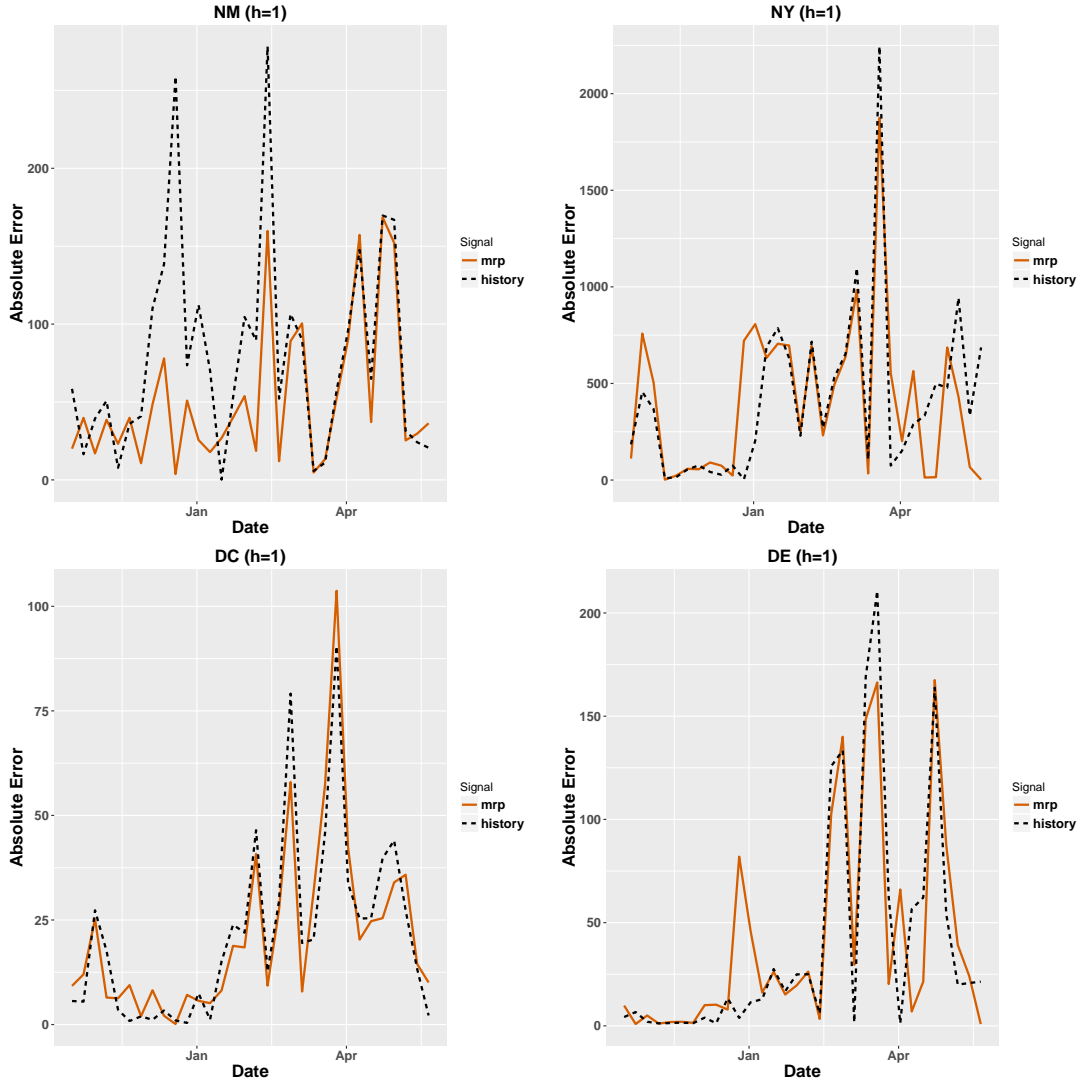 NM (h=1)
Absolute Error
200
100
0
Jan
Apr
Date
Signal
mrp
history
NY (h=1)
Absolute Error
2000
1500
1000
500
0
Jan
Apr
Date
Signal
mrp
history
DC (h=1)
Absolute Error
100
75
50
25
0
Jan
Apr
Date
Signal
mrp
history
DE (h=1)
Absolute Error
200
150
100
50
0
Jan
Apr
Date
Signal
mrp
history